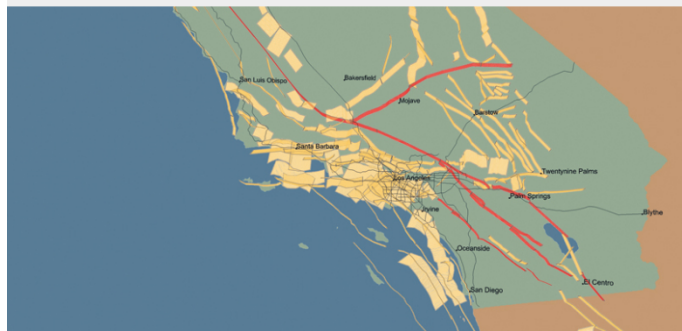 San Luis Obispo
Bakersfield
Mojave
Barstow
Santa Barbara
Los Angeles
Twentynine Palms
Palm Springs
Irvine
Blythe
Oceanside
El Centro
San Diego